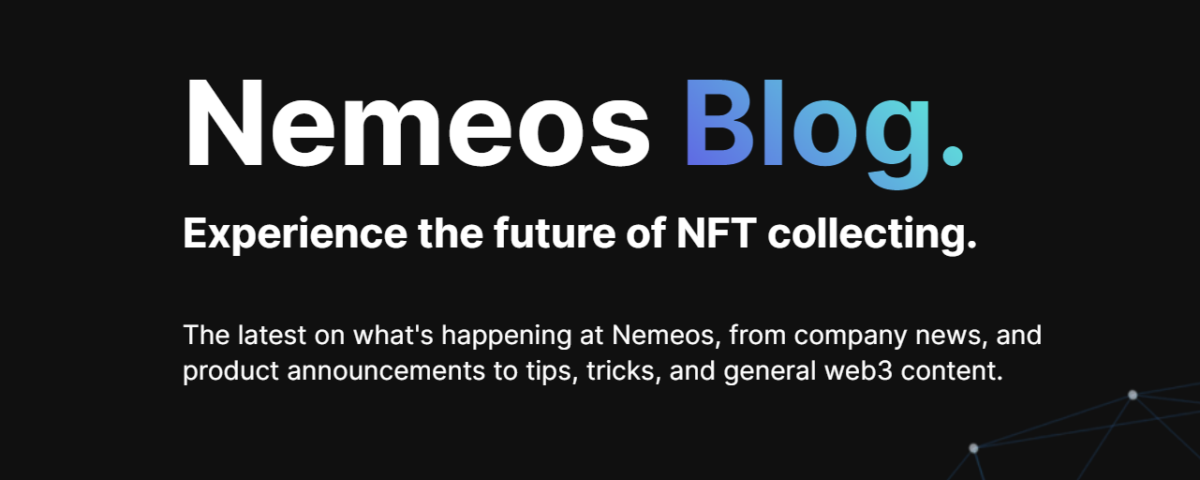 Nemeos Blog.
Experience the future of NFT collecting.
The latest on what's happening at Nemeos, from company news, and
product announcements to tips, tricks, and general web3 content.